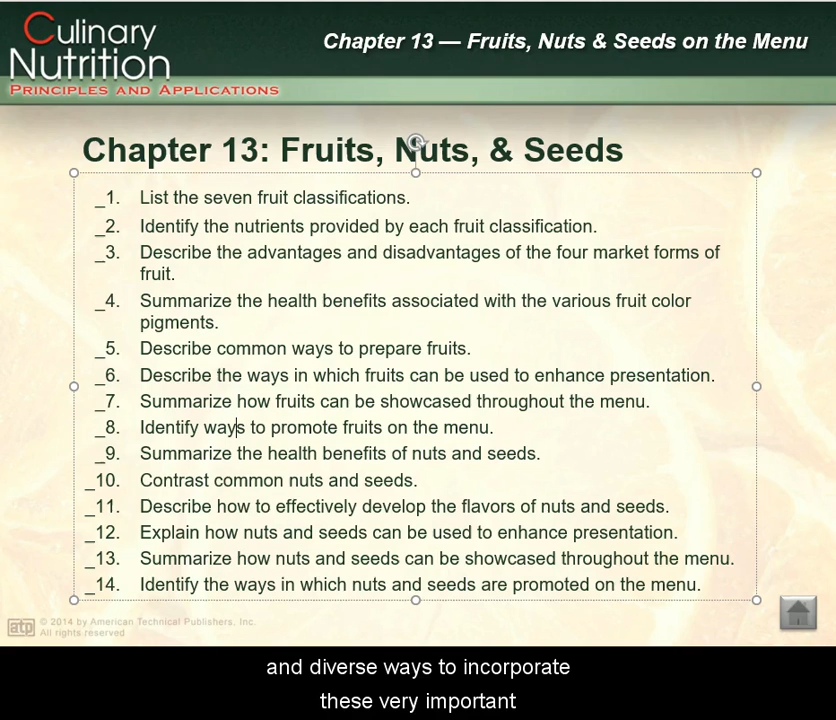 Culinary
Nutrition
PRINCIPLES AND APPLICATIONS
Chapter 13 — Fruits, Nuts & Seeds on the Menu
Chapter 13: Fruits, Nuts, & Seeds
_1. List the seven fruit classifications.
_2. Identify the nutrients provided by each fruit classification.
_3. Describe the advantages and disadvantages of the four market forms of
fruit.
_4. Summarize the health benefits associated with the various fruit color
pigments.
_5. Describe common ways to prepare fruits.
_6. Describe the ways in which fruits can be used to enhance presentation.
_7. Summarize how fruits can be showcased throughout the menu.
_8. Identify ways to promote fruits on the menu.
_9. Summarize the health benefits of nuts and seeds.
_10. Contrast common nuts and seeds.
_11. Describe how to effectively develop the flavors of nuts and seeds.
_12. Explain how nuts and seeds can be used to enhance presentation.
_13. Summarize how nuts and seeds can be showcased throughout the menu.
_14. Identify the ways in which nuts and seeds are promoted on the menu.
atp
© 2014 by American Technical Publishers, Inc.
All rights reserved
and diverse ways to incorporate
these very important